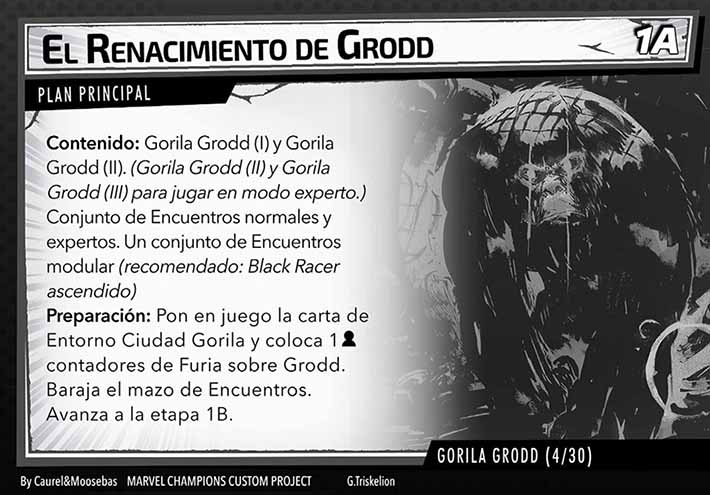 El Renacimiento de Grodd
1A
PLAN PRINCIPAL
Contenido: Gorila Grodd (I) y Gorila
Grodd (II). (Gorila Grodd (II) y Gorila
Grodd (III) para jugar en modo experto.)
Conjunto de Encuentros normales y
expertos. Un conjunto de Encuentros
modular (recomendado: Black Racer
ascendido)
Preparación: Pon en juego la carta de
Entorno Ciudad Gorila y coloca 1
contadores de Furia sobre Grodd.
Baraja el mazo de Encuentros.
Avanza a la etapa 1B.
GORILA GRODD (4/30)
By Caurel&Moosebas MARVEL CHAMPIONS CUSTOM PROJECT G.Triskelion